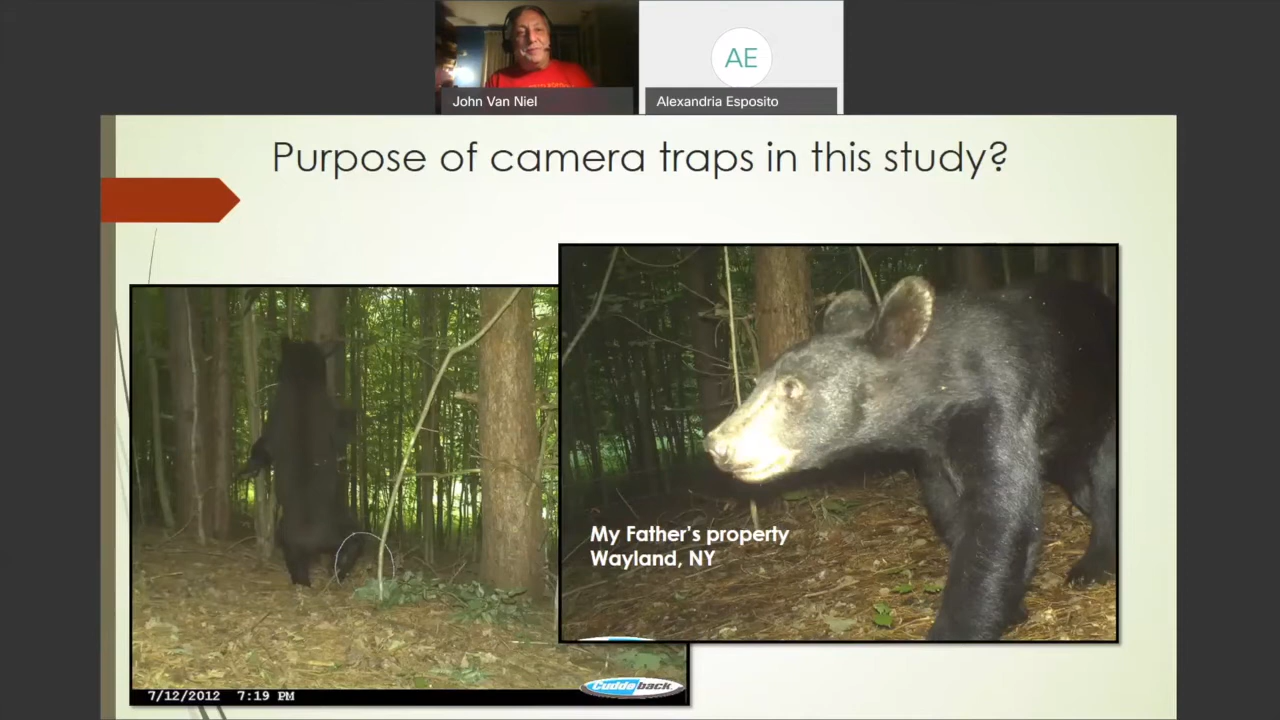 AE
John Van Niel
Alexandria Esposito
Purpose of camera traps in this study?
My Father's property
Wayland, NY
7/12/2012 7:19 PM
Cuddeback